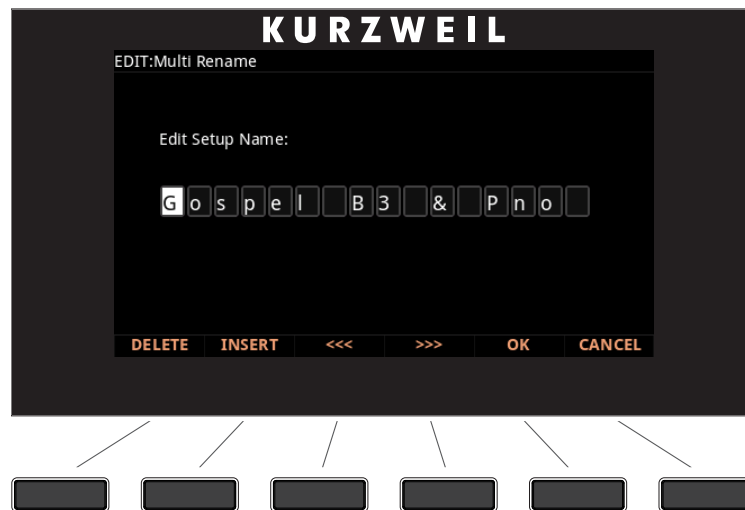 KURZWEIL
EDIT:Multi Rename
Edit Setup Name:
Gospel B3 & Pno
DELETE INSERT <<< >>> OK CANCEL